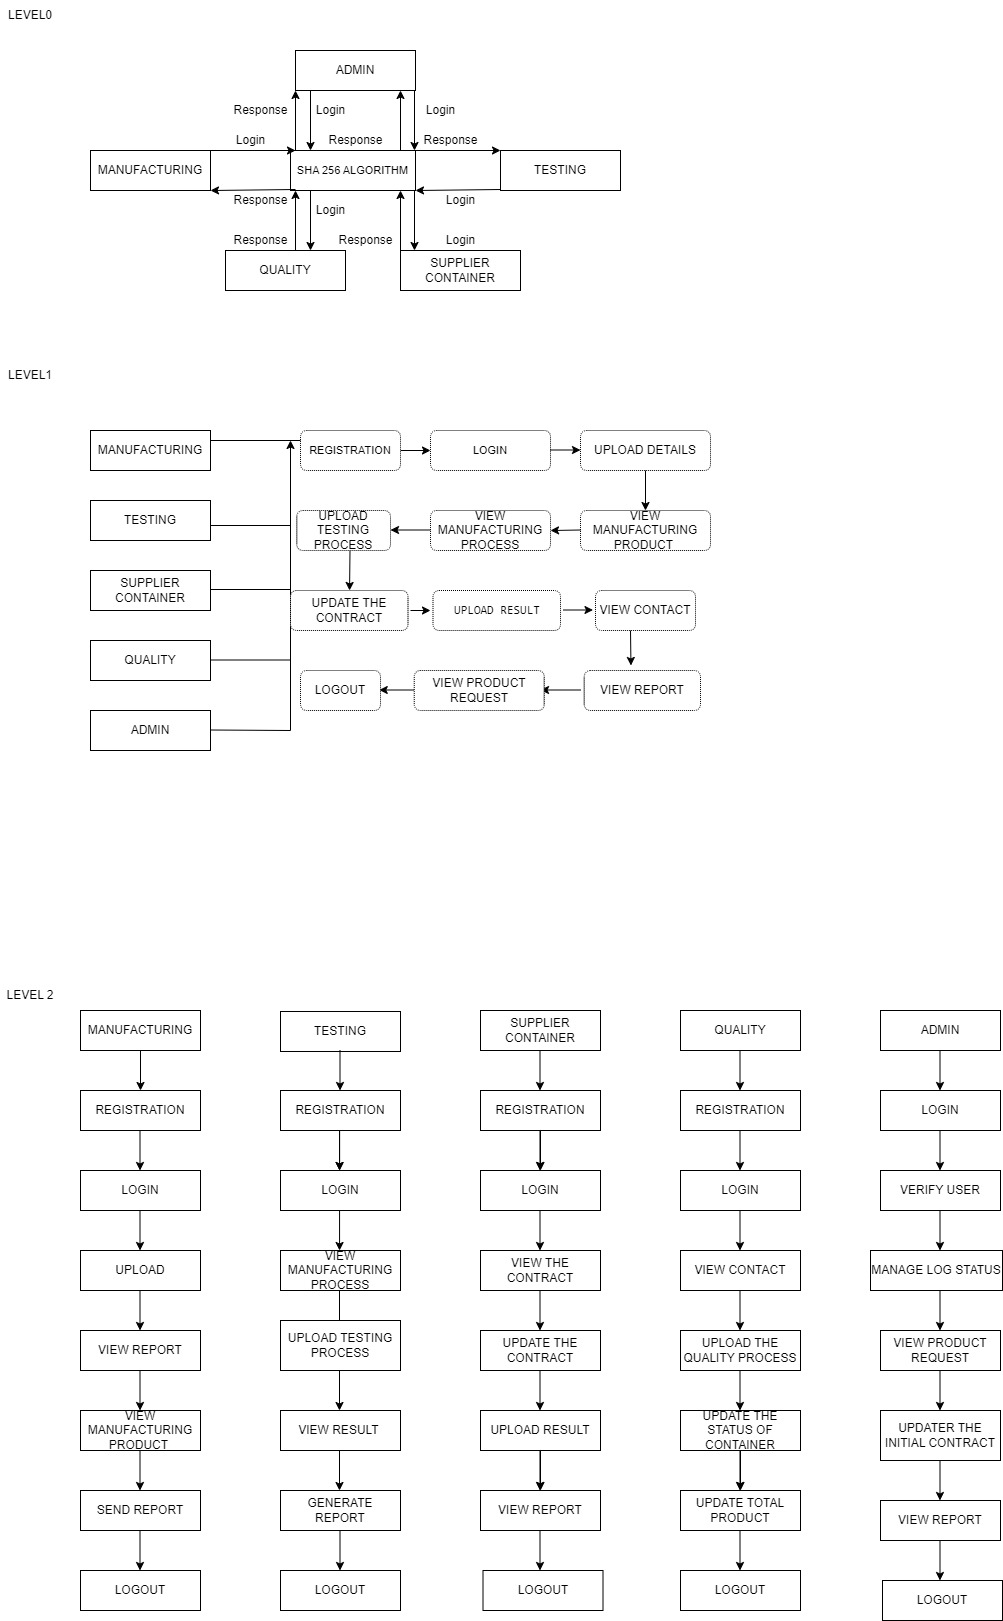 LEVEL0
ADMIN
Response
Login
Login
Login
Response
Response
MANUFACTURING
SHA 256 ALGORITHM
TESTING
Response
Login
Login
Response
Response
Login
QUALITY
SUPPLIER
CONTAINER
LEVEL1
MANUFACTURING
REGISTRATION
LOGIN
UPLOAD DETAILS
TESTING
UPLOAD
TESTING
PROCESS
VIEW
MANUFACTURING
PROCESS
VIEW
MANUFACTURING
PRODUCT
SUPPLIER
CONTAINER
UPDATE THE
CONTRACT
UPLOAD RESULT
VIEW CONTACT
QUALITY
LOGOUT
VIEW PRODUCT
REQUEST
VIEW REPORT
ADMIN
LEVEL 2
MANUFACTURING
TESTING
SUPPLIER
CONTAINER
QUALITY
ADMIN
REGISTRATION
REGISTRATION
REGISTRATION
REGISTRATION
LOGIN
LOGIN
LOGIN
LOGIN
LOGIN
VERIFY USER
UPLOAD
VIEW
MANUFACTURING
PROCESS
VIEW THE
CONTRACT
VIEW CONTACT
MANAGE LOG STATUS
VIEW REPORT
UPLOAD TESTING
PROCESS
UPDATE THE
CONTRACT
UPLOAD THE
QUALITY PROCESS
VIEW PRODUCT
REQUEST
VIEW
MANUFACTURING
PRODUCT
VIEW RESULT
UPLOAD RESULT
UPDATE THE
STATUS OF
CONTAINER
UPDATER THE
INITIAL CONTRACT
SEND REPORT
GENERATE
REPORT
VIEW REPORT
UPDATE TOTAL
PRODUCT
VIEW REPORT
LOGOUT
LOGOUT
LOGOUT
LOGOUT
LOGOUT